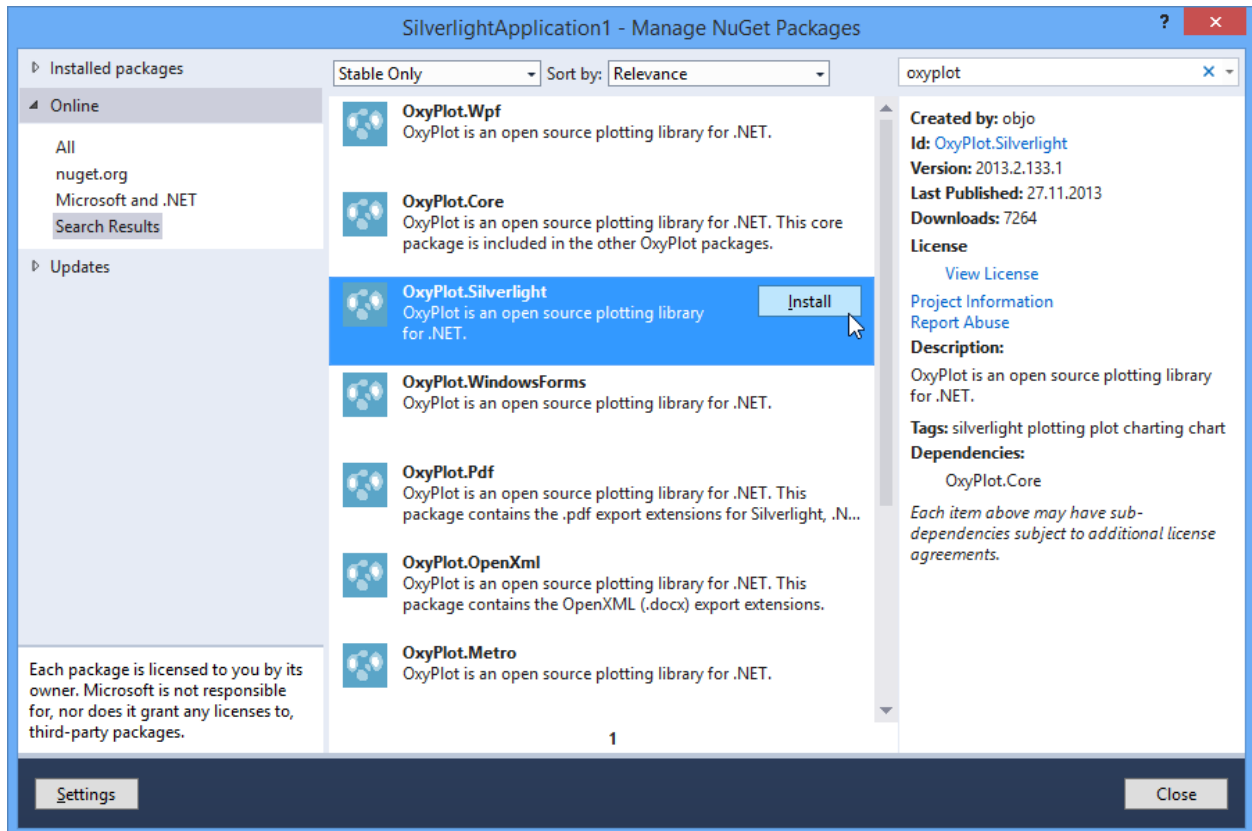 SilverlightApplication1 - Manage NuGet Packages
?
Installed packages
Online
All
nuget.org
Microsoft and .NET
Search Results
Updates
Each package is licensed to you by its
owner. Microsoft is not responsible
for, nor does it grant any licenses to,
third-party packages.
Stable Only
Sort by: Relevance
OxyPlot.Wpf
OxyPlot is an open source plotting library for .NET.
OxyPlot.Core
OxyPlot is an open source plotting library for .NET. This core
package is included in the other OxyPlot packages.
OxyPlot.Silverlight
OxyPlot is an open source plotting library
for .NET.
Install
OxyPlot.WindowsForms
OxyPlot is an open source plotting library for .NET.
OxyPlot.Pdf
OxyPlot is an open source plotting library for .NET. This
package contains the .pdf export extensions for Silverlight, .N...
OxyPlot.OpenXml
OxyPlot is an open source plotting library for .NET. This
package contains the OpenXML (.docx) export extensions.
OxyPlot.Metro
OxyPlot is an open source plotting library for .NET.
1
oxyplot
Created by: objo
Id: OxyPlot.Silverlight
Version: 2013.2.133.1
Last Published: 27.11.2013
Downloads: 7264
License
View License
Project Information
Report Abuse
Description:
OxyPlot is an open source plotting library
for .NET.
Tags: silverlight plotting plot charting chart
Dependencies:
OxyPlot.Core
Each item above may have sub-
dependencies subject to additional license
agreements.
Settings
Close